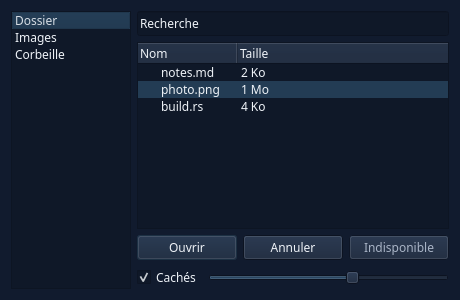 Dossier
Images
Corbeille
Recherche
Nom Taille
notes.md 2 Ko
photo.png 1 Mo
build.rs 4 Ko
Ouvrir Annuler Indisponible
Cachés